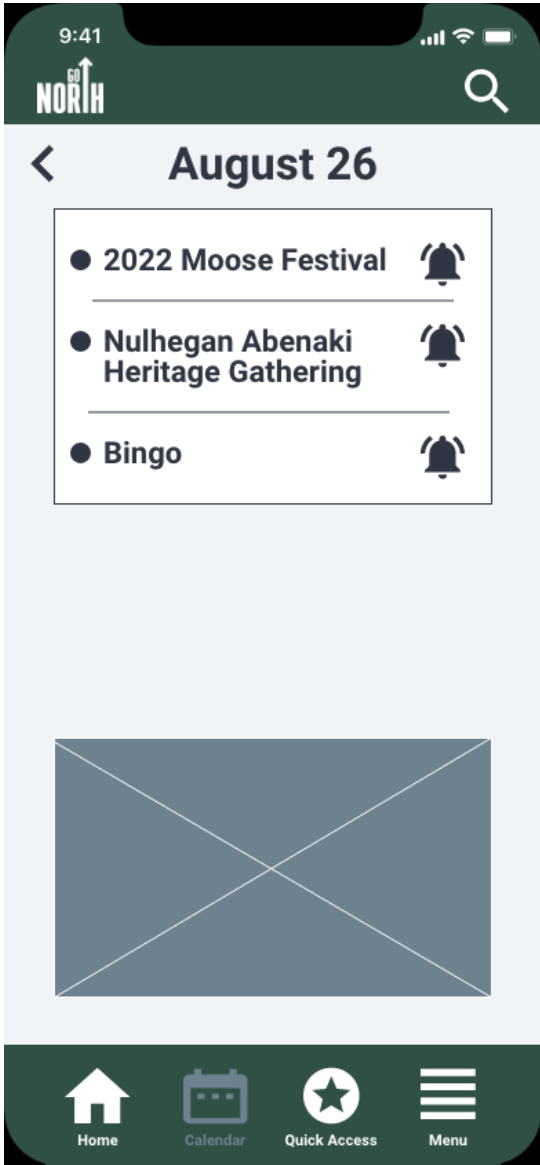 9:41
GO
NORTH
August 26
2022 Moose Festival
Nulhegan Abenaki
Heritage Gathering
Bingo
Home
Calendar
Quick Access
Menu